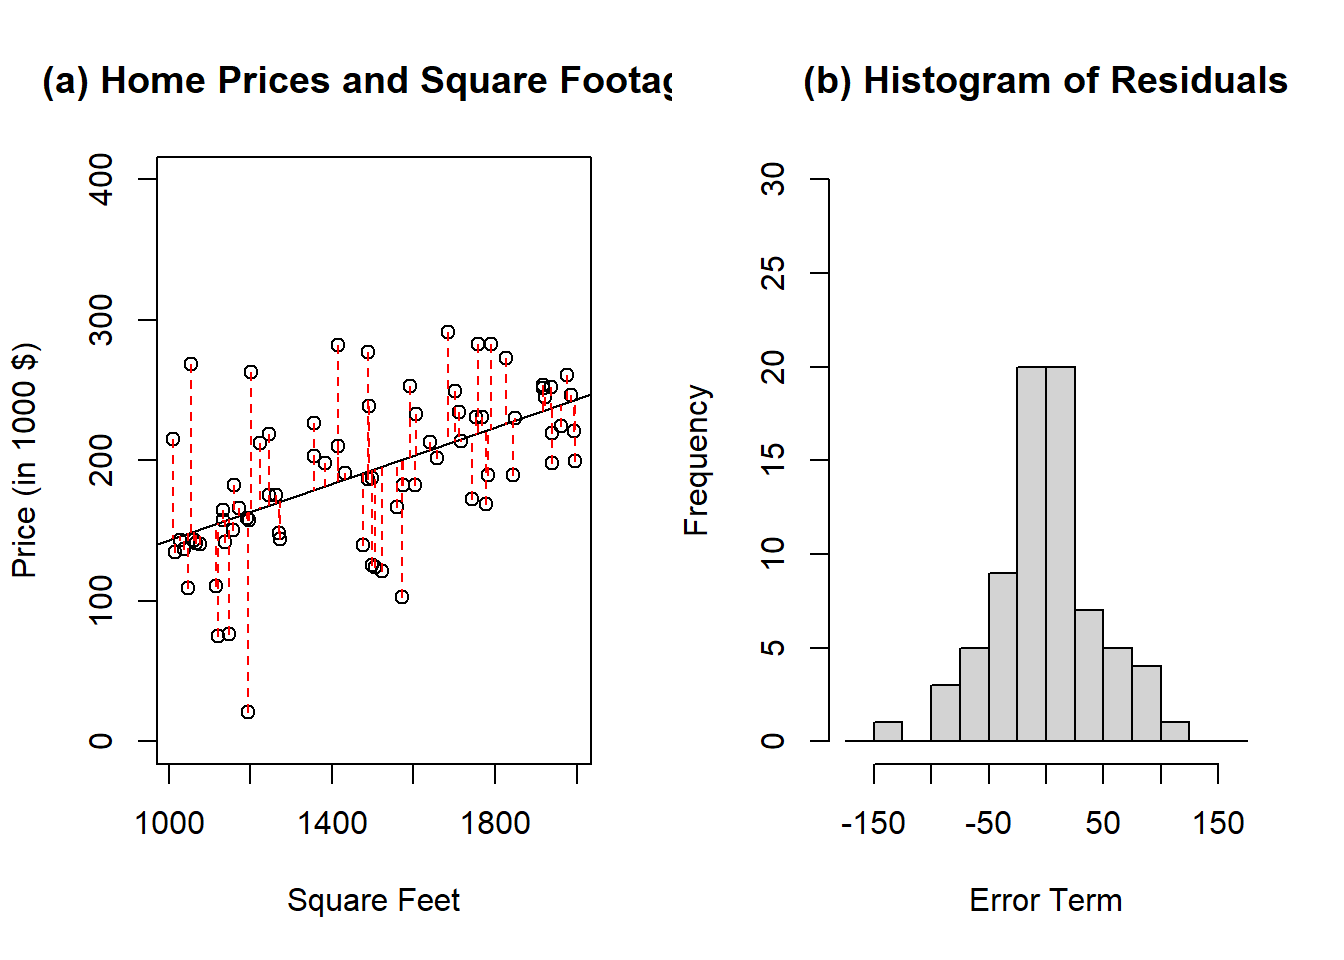 (a) Home Prices and Square Footag
Price (in 1000 $)
400
300
200
100
0
1000 1400 1800
Square Feet
(b) Histogram of Residuals
Frequency
30
25
20
15
10
5
0
-150 -50 50 150
Error Term